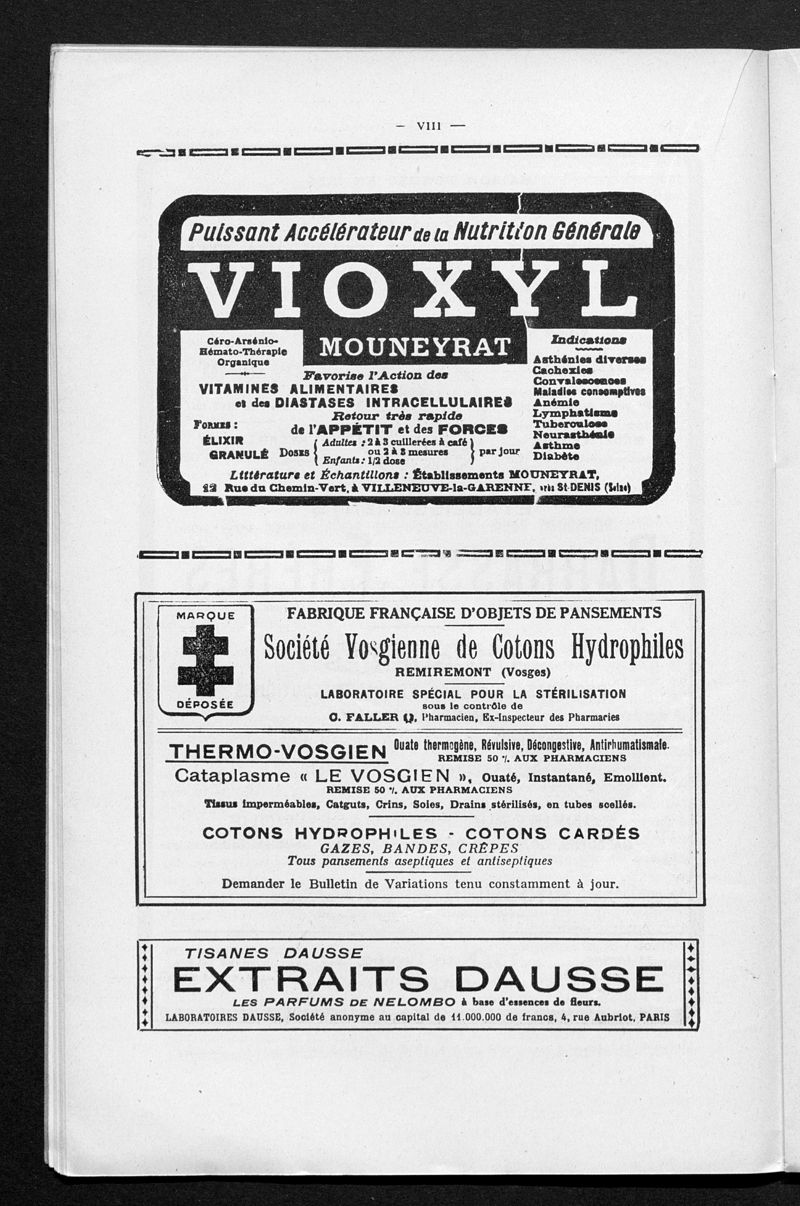 — VIII —
Puissant Accélérateur de la Nutrition Générale
VIOXYL
MOUNEYRAT
Céro-Arsénio-
Hémato-Thérapie
Organique
Favorise l'Action des
VITAMINES ALIMENTAIRES
et des DIASTASES INTRACELLULAIRES
Retour très rapide
de l'APPÉTIT et des FORCES
FORMES :
ÉLIXIR
GRANULÉ
DOSES
Adultes : 2 à 3 cuillerées à café
ou 2 à 3 mesures
Enfants : 1/2 dose
par jour
Indications
Asthénies diverses
Cachexies
Convalescences
Maladies consomptives
Anémie
Lymphatisme
Tuberculose
Neurasthénie
Asthme
Diabète
Littérature et Échantillons : Établissements MOUNEYRAT,
12 Rue du Chemin-Vert, à VILLENEUVE-la-GARENNE, près St-DENIS (Seine)
MARQUE
DÉPOSÉE
FABRIQUE FRANÇAISE D'OBJETS DE PANSEMENTS
Société Vosgienne de Cotons Hydrophiles
REMIREMONT (Vosges)
LABORATOIRE SPÉCIAL POUR LA STÉRILISATION
sous le contrôle de
O. FALLER, Pharmacien, Ex-Inspecteur des Pharmacies
THERMO-VOSGIEN Ouate thermogène, Révulsive, Décongestive, Antirhumatismale.
REMISE 50 % AUX PHARMACIENS
Cataplasme « LE VOSGIEN », Ouaté, Instantané, Emollient.
REMISE 50 % AUX PHARMACIENS
Tissus imperméables, Catguts, Crins, Soies, Drains stérilisés, en tubes scellés.
COTONS HYDROPHILES - COTONS CARDÉS
GAZES, BANDES, CRÊPES
Tous pansements aseptiques et antiseptiques
Demander le Bulletin de Variations tenu constamment à jour.
TISANES DAUSSE
EXTRAITS DAUSSE
LES PARFUMS DE NELOMBO à base d'essences de fleurs.
LABORATOIRES DAUSSE, Société anonyme au capital de 11.000.000 de francs, 4, rue Aubriot, PARIS